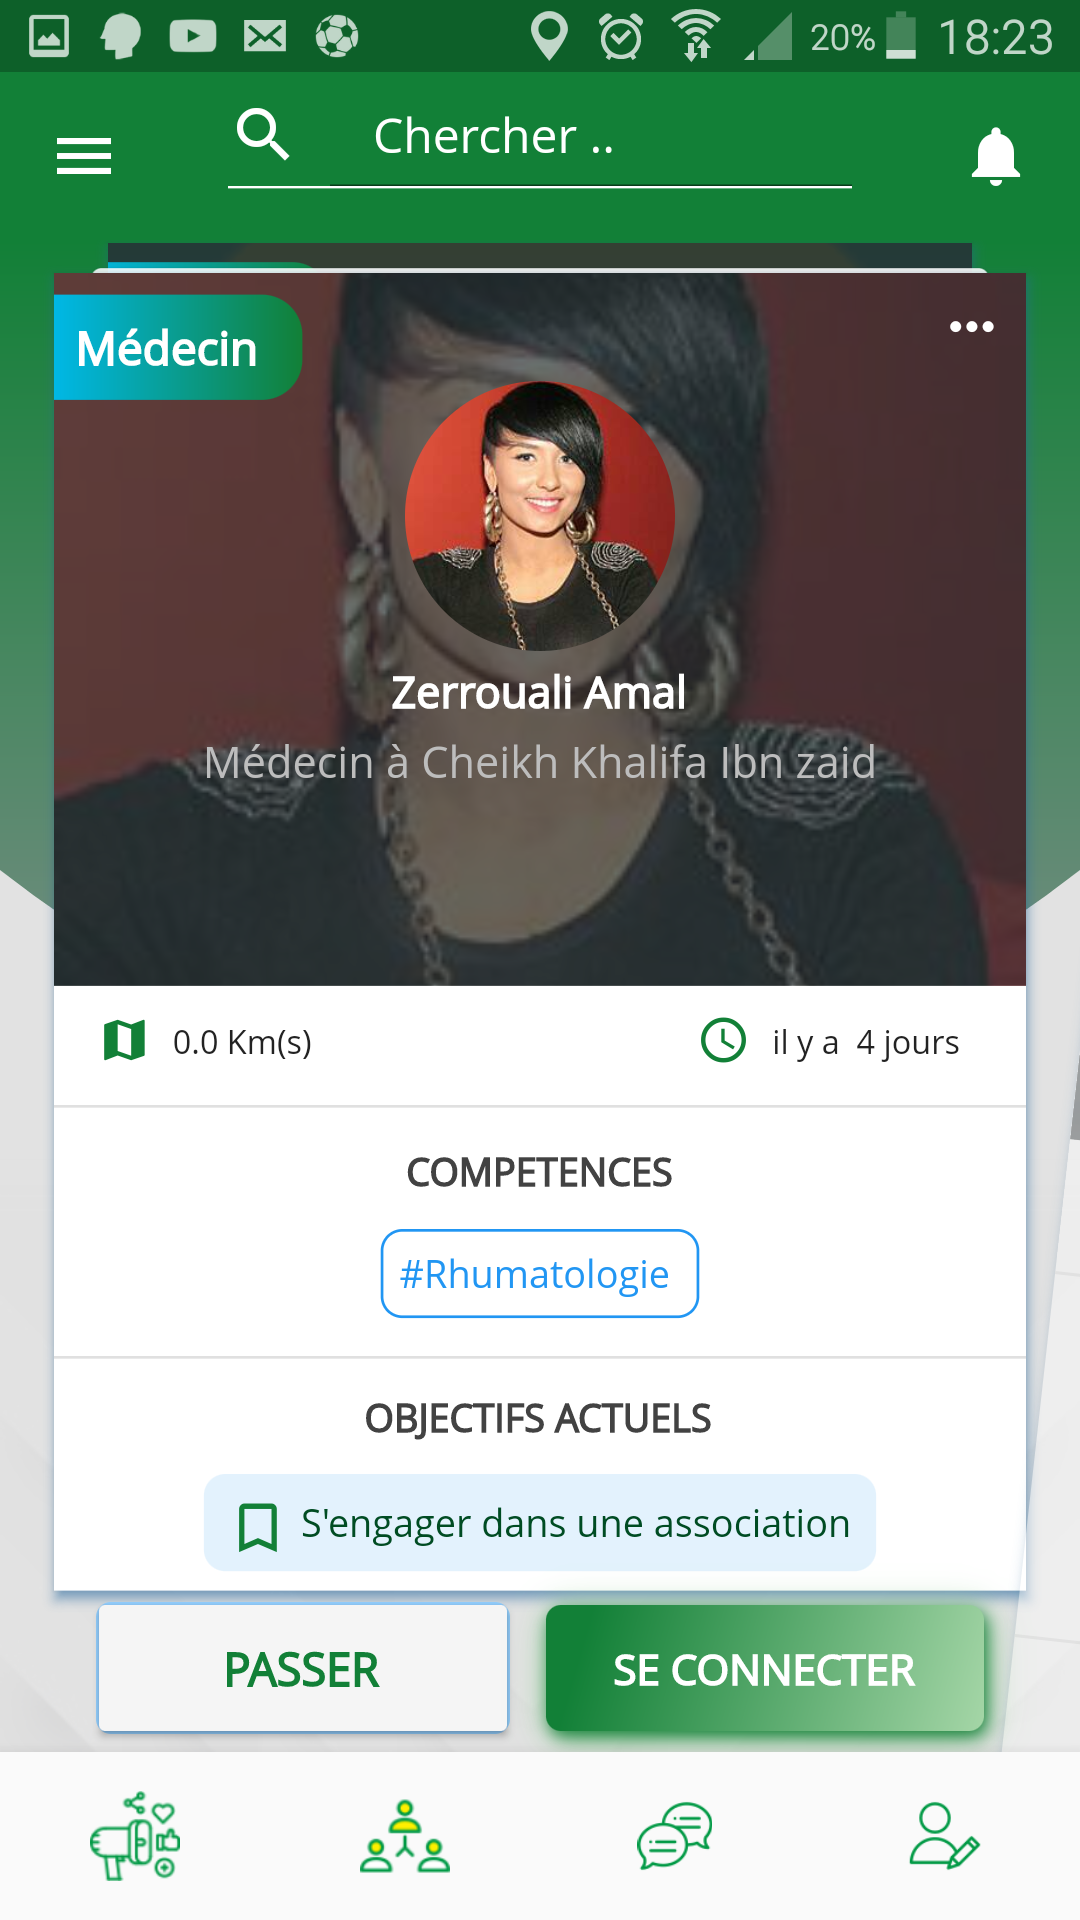 20% 18:23
Chercher ..
Médecin
Zerrouali Amal
Médecin à Cheikh Khalifa Ibn zaid
0.0 Km(s) il y a 4 jours
COMPETENCES
#Rhumatologie
OBJECTIFS ACTUELS
S'engager dans une association
PASSER SE CONNECTER